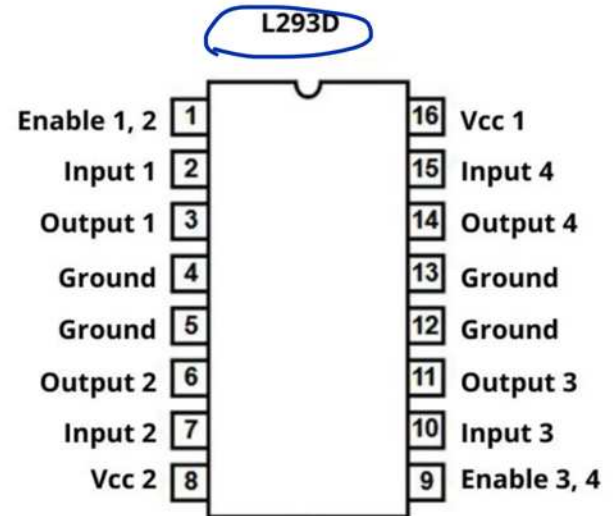 L293D
Enable 1, 2 1 16 Vcc 1
Input 1 2 15 Input 4
Output 1 3 14 Output 4
Ground 4 13 Ground
Ground 5 12 Ground
Output 2 6 11 Output 3
Input 2 7 10 Input 3
Vcc 2 8 9 Enable 3, 4